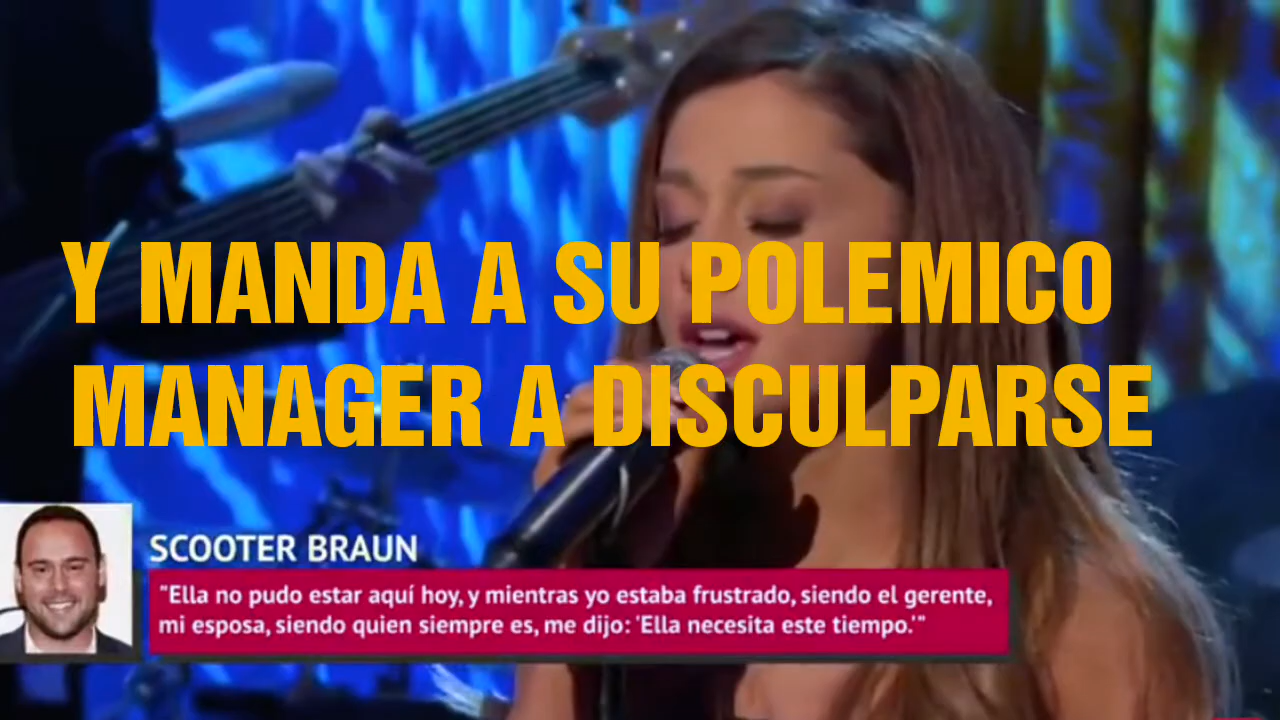 Y MANDA A SU POLEMICO
MANAGER A DISCULPARSE
SCOOTER BRAUN
"Ella no pudo estar aquí hoy, y mientras yo estaba frustrado, siendo el gerente,
mi esposa, siendo quien siempre es, me dijo: 'Ella necesita este tiempo.'"